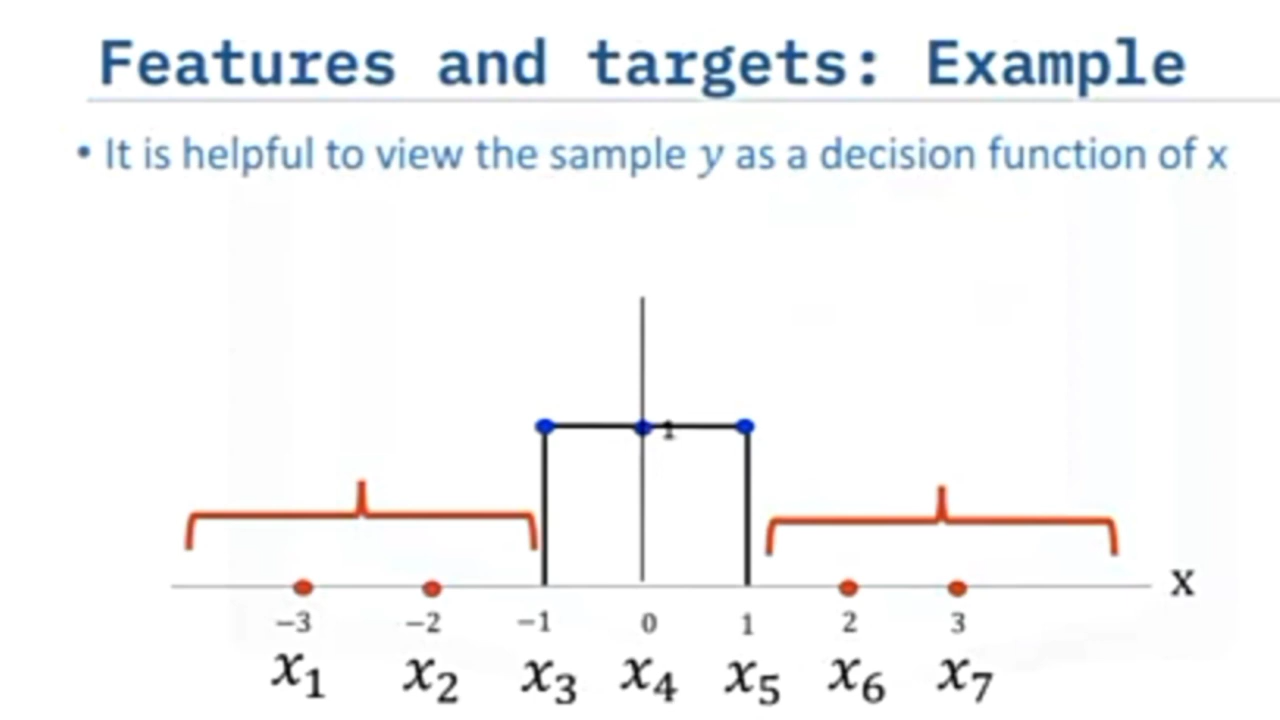 Features and targets: Example
• It is helpful to view the sample y as a decision function of x
1
x
−3 −2 −1 0 1 2 3
x₁ x₂ x₃ x₄ x₅ x₆ x₇